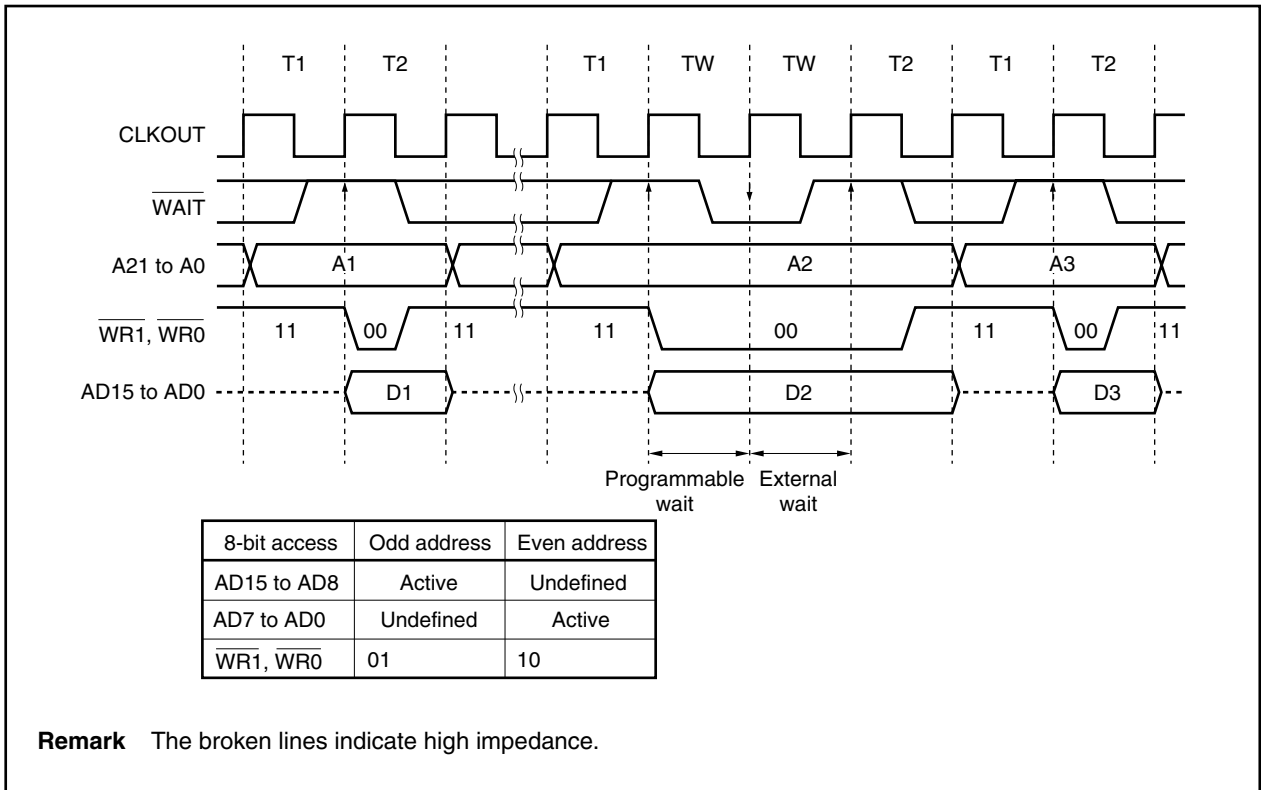 T1 T2 T1 TW TW T2 T1 T2
CLKOUT
WAIT
A21 to A0 A1 A2 A3
WR1, WR0 11 00 11 11 00 11 00 11
AD15 to AD0 D1 D2 D3
Programmable wait
External wait
8-bit access Odd address Even address
AD15 to AD8 Active Undefined
AD7 to AD0 Undefined Active
WR1, WR0 01 10
Remark The broken lines indicate high impedance.